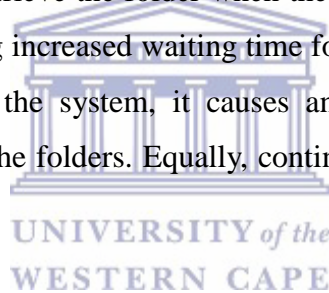 retrieve the folder when the
increased waiting time fo
the system, it causes an
he folders. Equally, contin
UNIVERSITY of the
WESTERN CAPE